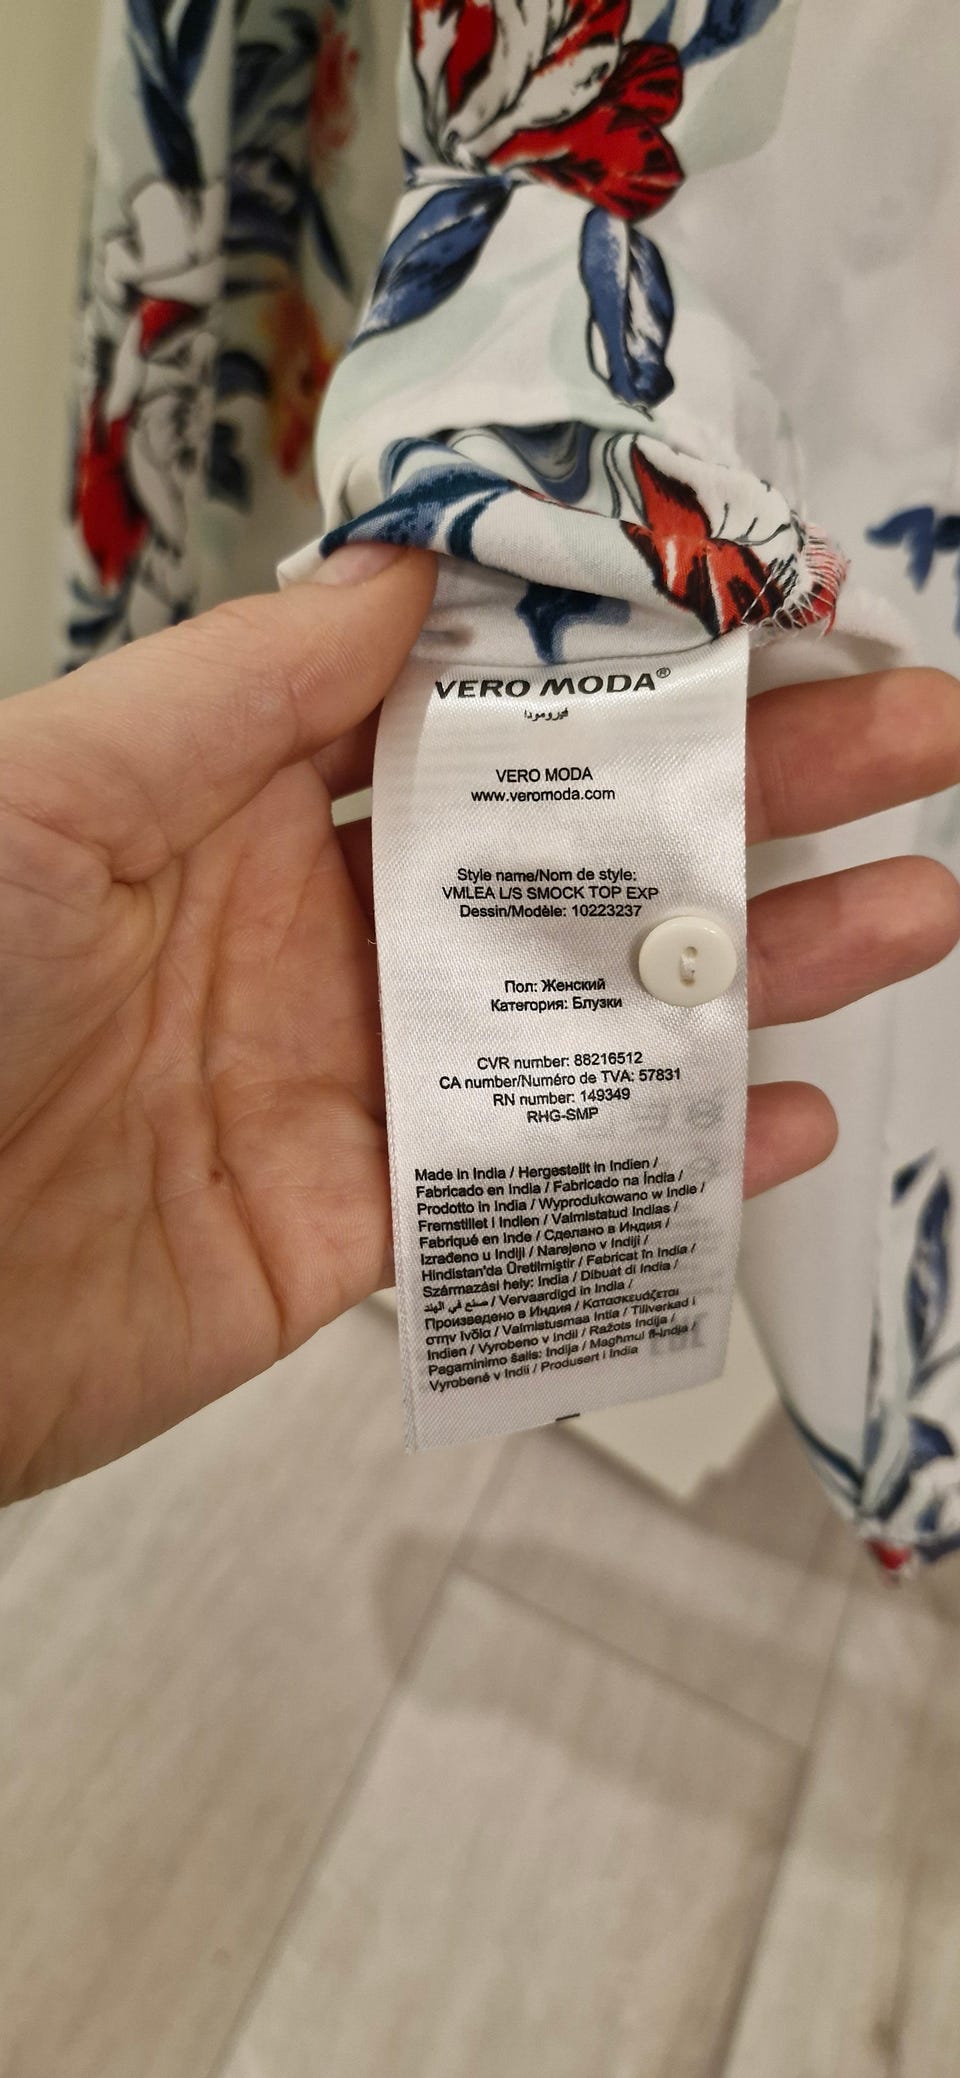 VERO MODA®
فيرومودا
VERO MODA
www.veromoda.com
Style name/Nom de style:
VMLEA L/S SMOCK TOP EXP
Dessin/Modèle: 10223237
Пол: Женский
Категория: Блузки
CVR number: 88216512
CA number/Numéro de TVA: 57831
RN number: 149349
RHG-SMP
Made in India / Hergestellt in Indien /
Fabricado en India / Fabricado na Índia /
Prodotto in India / Wyprodukowano w Indie /
Fremstillet i Indien / Valmistatud Indias /
Fabriqué en Inde / Сделано в Индия /
Izrađeno u Indiji / Narejeno v Indiji /
Hindistan'da Üretilmiştir / Fabricat în India /
Származási hely: India / Dibuat di India /
صنع في الهند / Vervaardigd in India /
Произведено в Индия / Κατασκευάζεται
στην Ινδία / Valmistusmaa Intia / Tillverkad i
Indien / Vyrobeno v Indii / Ražots Indija /
Pagaminimo šalis: Indija / Magħmul fl-Indja /
Vyrobené v Indii / Produsert i India